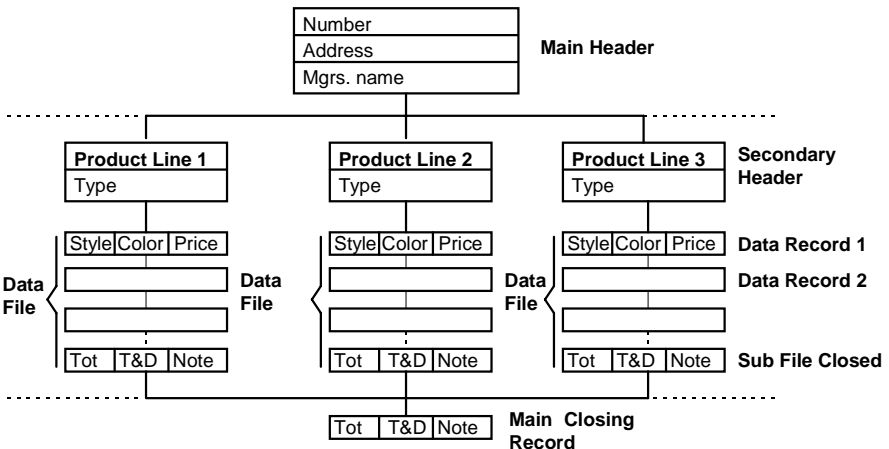 Number
Address
Mgrs. name
Main Header
Product Line 1
Type
Product Line 2
Type
Product Line 3
Type
Secondary
Header
Style Color Price
Style Color Price
Style Color Price
Data Record 1
Data
File
Data
File
Data
File
Data Record 2
Tot T&D Note
Tot T&D Note
Tot T&D Note
Sub File Closed
Tot T&D Note
Main Closing
Record